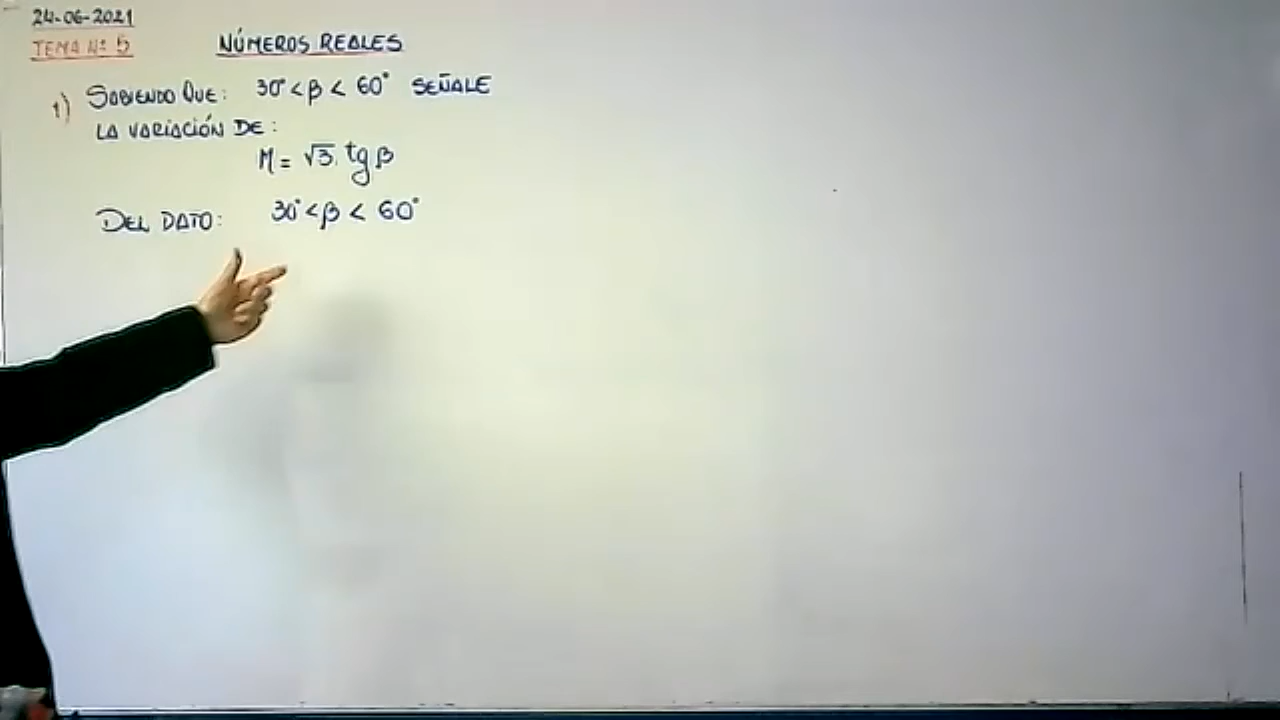 24-06-2021
TEMA Nº 5
NÚMEROS REALES
1) SABIENDO QUE: 30° < β < 60° SEÑALE
LA VARIACIÓN DE:
M = √3. tg β
DEL DATO: 30° < β < 60°